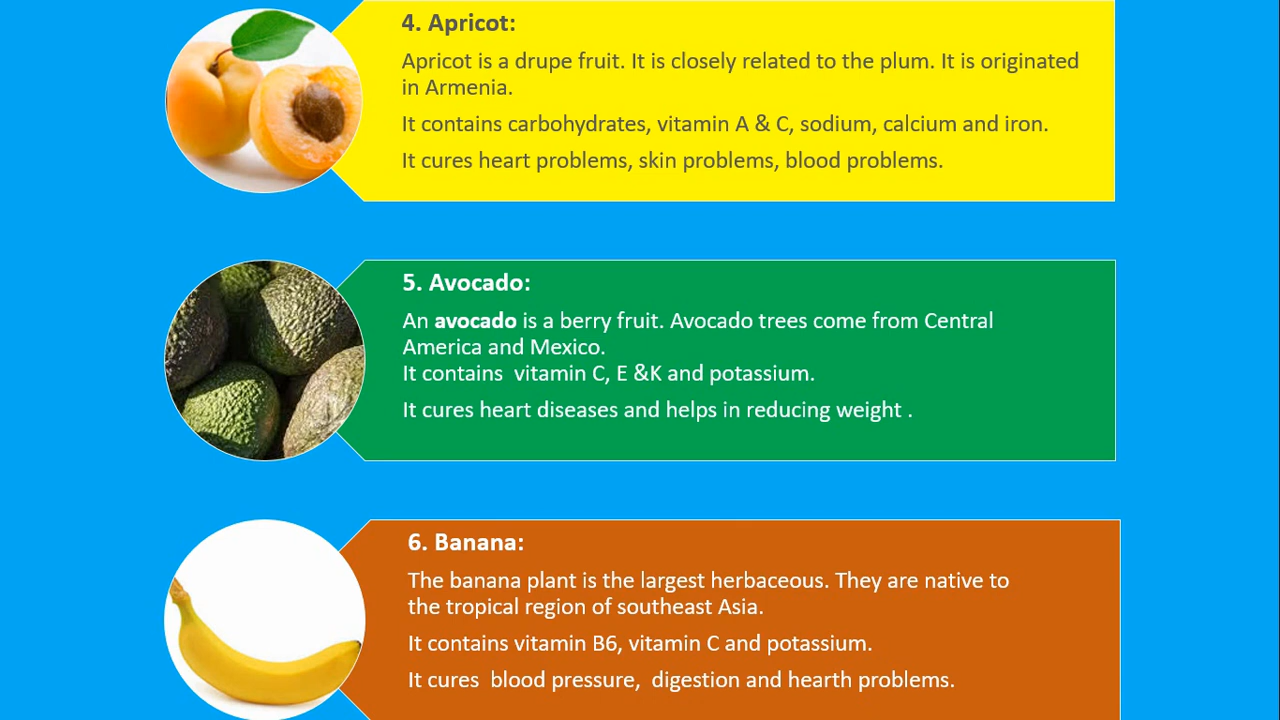 4. Apricot:
Apricot is a drupe fruit. It is closely related to the plum. It is originated
in Armenia.
It contains carbohydrates, vitamin A & C, sodium, calcium and iron.
It cures heart problems, skin problems, blood problems.
5. Avocado:
An avocado is a berry fruit. Avocado trees come from Central
America and Mexico.
It contains  vitamin C, E &K and potassium.
It cures heart diseases and helps in reducing weight .
6. Banana:
The banana plant is the largest herbaceous. They are native to
the tropical region of southeast Asia.
It contains vitamin B6, vitamin C and potassium.
It cures  blood pressure,  digestion and hearth problems.